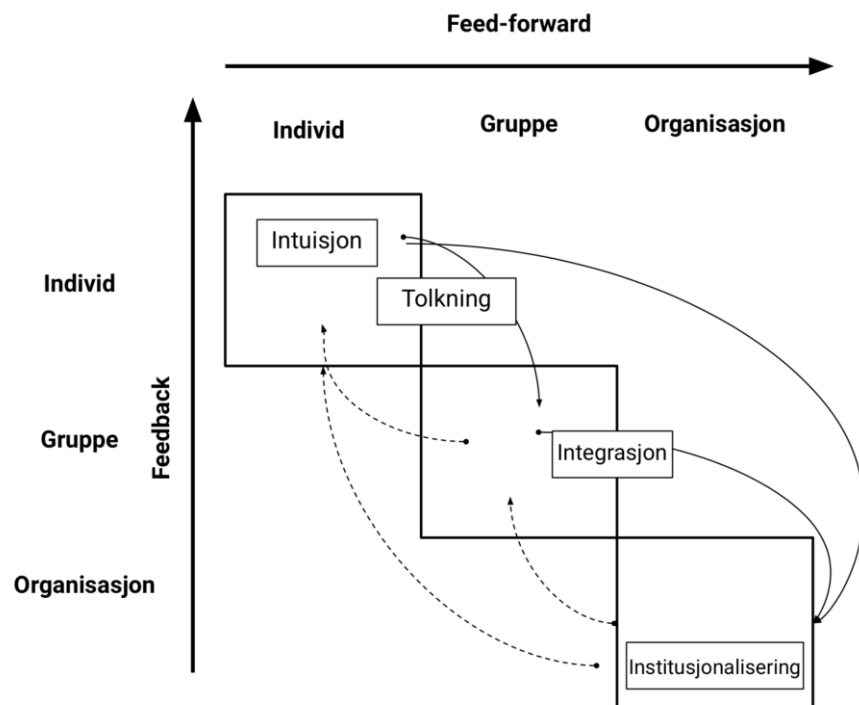 Feed-forward
Individ
Gruppe
Organisasjon
Intuisjon
Individ
Tolkning
Feedback
Gruppe
Integrasjon
Organisasjon
Institusjonalisering